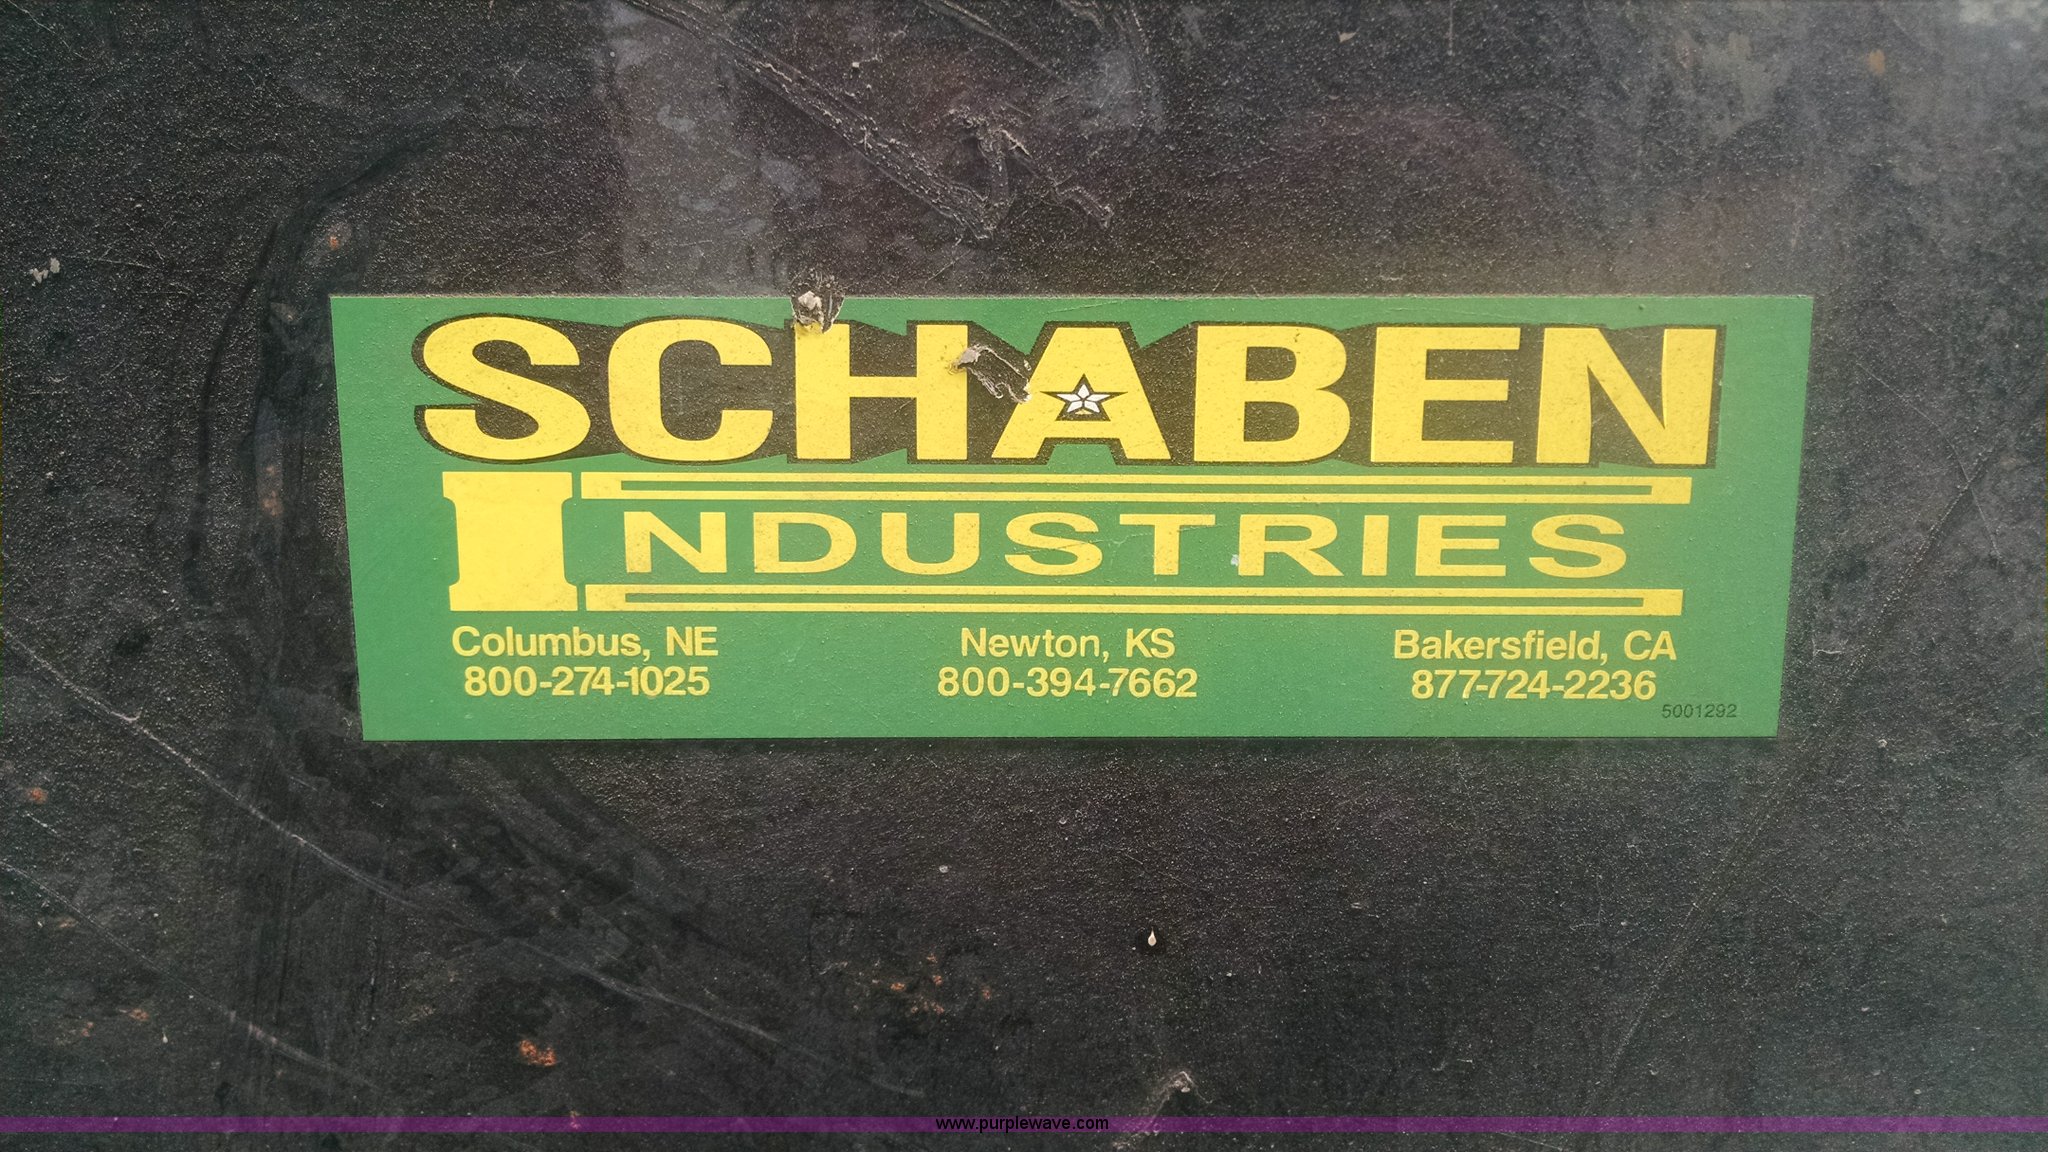 SCHABEN
INDUSTRIES
Columbus, NE
800-274-1025
Newton, KS
800-394-7662
Bakersfield, CA
877-724-2236
5001292
www.purplewave.com